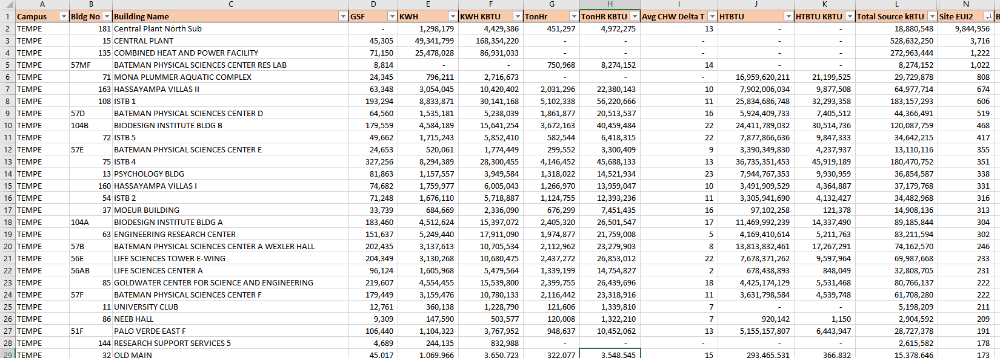 A B C D E F G H I J K L N
1 Campus Bldg No Building Name GSF KWH KWH KBTU TonHr TonHR KBTU Avg CHW Delta T HTBTU HTBTU KBTU Total Source kBTU Site EUI2 B
2 TEMPE 181 Central Plant North Sub - 1,298,179 4,429,386 451,297 4,972,275 13 - - 18,880,548 9,844,956
3 TEMPE 15 CENTRAL PLANT 45,305 49,341,799 168,354,220 - - - - - 528,632,250 3,716
4 TEMPE 135 COMBINED HEAT AND POWER FACILITY 71,150 25,478,028 86,931,033 - - - - - 272,963,444 1,222
5 TEMPE 57MF BATEMAN PHYSICAL SCIENCES CENTER RES LAB 8,814 - - 750,968 8,274,152 14 - - 8,274,152 1,022
6 TEMPE 71 MONA PLUMMER AQUATIC COMPLEX 24,345 796,211 2,716,673 - - - 16,959,620,211 21,199,525 29,729,878 808
7 TEMPE 163 HASSAYAMPA VILLAS II 63,348 3,054,045 10,420,402 2,031,296 22,380,143 10 7,902,006,034 9,877,508 64,977,714 674
8 TEMPE 108 ISTB 1 193,294 8,833,871 30,141,168 5,102,338 56,220,666 11 25,834,686,748 32,293,358 183,157,293 606
9 TEMPE 57D BATEMAN PHYSICAL SCIENCES CENTER D 64,560 1,535,181 5,238,039 1,861,877 20,513,537 16 5,924,409,733 7,405,512 44,366,491 519
10 TEMPE 104B BIODESIGN INSTITUTE BLDG B 179,559 4,584,189 15,641,254 3,672,163 40,459,484 22 24,411,789,032 30,514,736 120,087,759 468
11 TEMPE 72 ISTB 5 49,662 1,715,243 5,852,410 582,544 6,418,315 22 7,877,866,636 9,847,333 34,642,215 417
12 TEMPE 57E BATEMAN PHYSICAL SCIENCES CENTER E 24,653 520,061 1,774,449 299,552 3,300,409 9 3,390,349,830 4,237,937 13,110,116 355
13 TEMPE 75 ISTB 4 327,256 8,294,389 28,300,455 4,146,452 45,688,133 13 36,735,351,453 45,919,189 180,470,752 351
14 TEMPE 13 PSYCHOLOGY BLDG 81,863 1,157,557 3,949,584 1,318,022 14,521,934 23 7,944,767,353 9,930,959 36,854,587 338
15 TEMPE 160 HASSAYAMPA VILLAS I 74,682 1,759,977 6,005,043 1,266,970 13,959,047 10 3,491,909,529 4,364,887 37,179,768 331
16 TEMPE 54 ISTB 2 71,248 1,676,110 5,718,887 1,124,755 12,393,236 11 3,305,941,690 4,132,427 34,482,968 316
17 TEMPE 37 MOEUR BUILDING 33,739 684,669 2,336,090 676,299 7,451,435 16 97,102,258 121,378 14,908,136 313
18 TEMPE 104A BIODESIGN INSTITUTE BLDG A 183,460 4,512,624 15,397,072 2,405,320 26,501,547 17 11,469,992,239 14,337,490 89,185,844 304
19 TEMPE 63 ENGINEERING RESEARCH CENTER 151,637 5,249,440 17,911,090 1,974,877 21,759,008 5 4,169,410,614 5,211,763 83,211,594 302
20 TEMPE 57B BATEMAN PHYSICAL SCIENCES CENTER A WEXLER HALL 202,435 3,137,613 10,705,534 2,112,962 23,279,903 8 13,813,832,461 17,267,291 74,162,570 246
21 TEMPE 56E LIFE SCIENCES TOWER E-WING 204,349 3,130,268 10,680,475 2,437,272 26,853,012 22 7,678,371,262 9,597,964 69,987,668 233
22 TEMPE 56AB LIFE SCIENCES CENTER A 96,124 1,605,968 5,479,564 1,339,199 14,754,827 2 678,438,893 848,049 32,808,705 231
23 TEMPE 85 GOLDWATER CENTER FOR SCIENCE AND ENGINEERING 219,607 4,554,455 15,539,800 2,399,755 26,439,696 18 4,425,174,129 5,531,468 80,766,137 222
24 TEMPE 57F BATEMAN PHYSICAL SCIENCES CENTER F 179,449 3,159,476 10,780,133 2,116,442 23,318,916 11 3,631,798,584 4,539,748 61,708,280 222
25 TEMPE 11 UNIVERSITY CLUB 12,761 360,138 1,228,790 121,606 1,339,810 7 - - 5,198,209 211
26 TEMPE 86 NEEB HALL 9,309 147,590 503,577 120,008 1,322,210 7 920,142 1,150 2,904,592 209
27 TEMPE 51F PALO VERDE EAST F 106,440 1,104,323 3,767,952 948,637 10,452,062 13 5,155,157,807 6,443,947 28,727,378 191
28 TEMPE 144 RESEARCH SUPPORT SERVICES 5 4,689 244,135 832,988 - - - - - 2,615,582 178
29 TEMPE 32 OLD MAIN 45,017 1,069,966 3,650,723 322,077 3,548,545 15 293,465,531 366,832 15,378,646 173